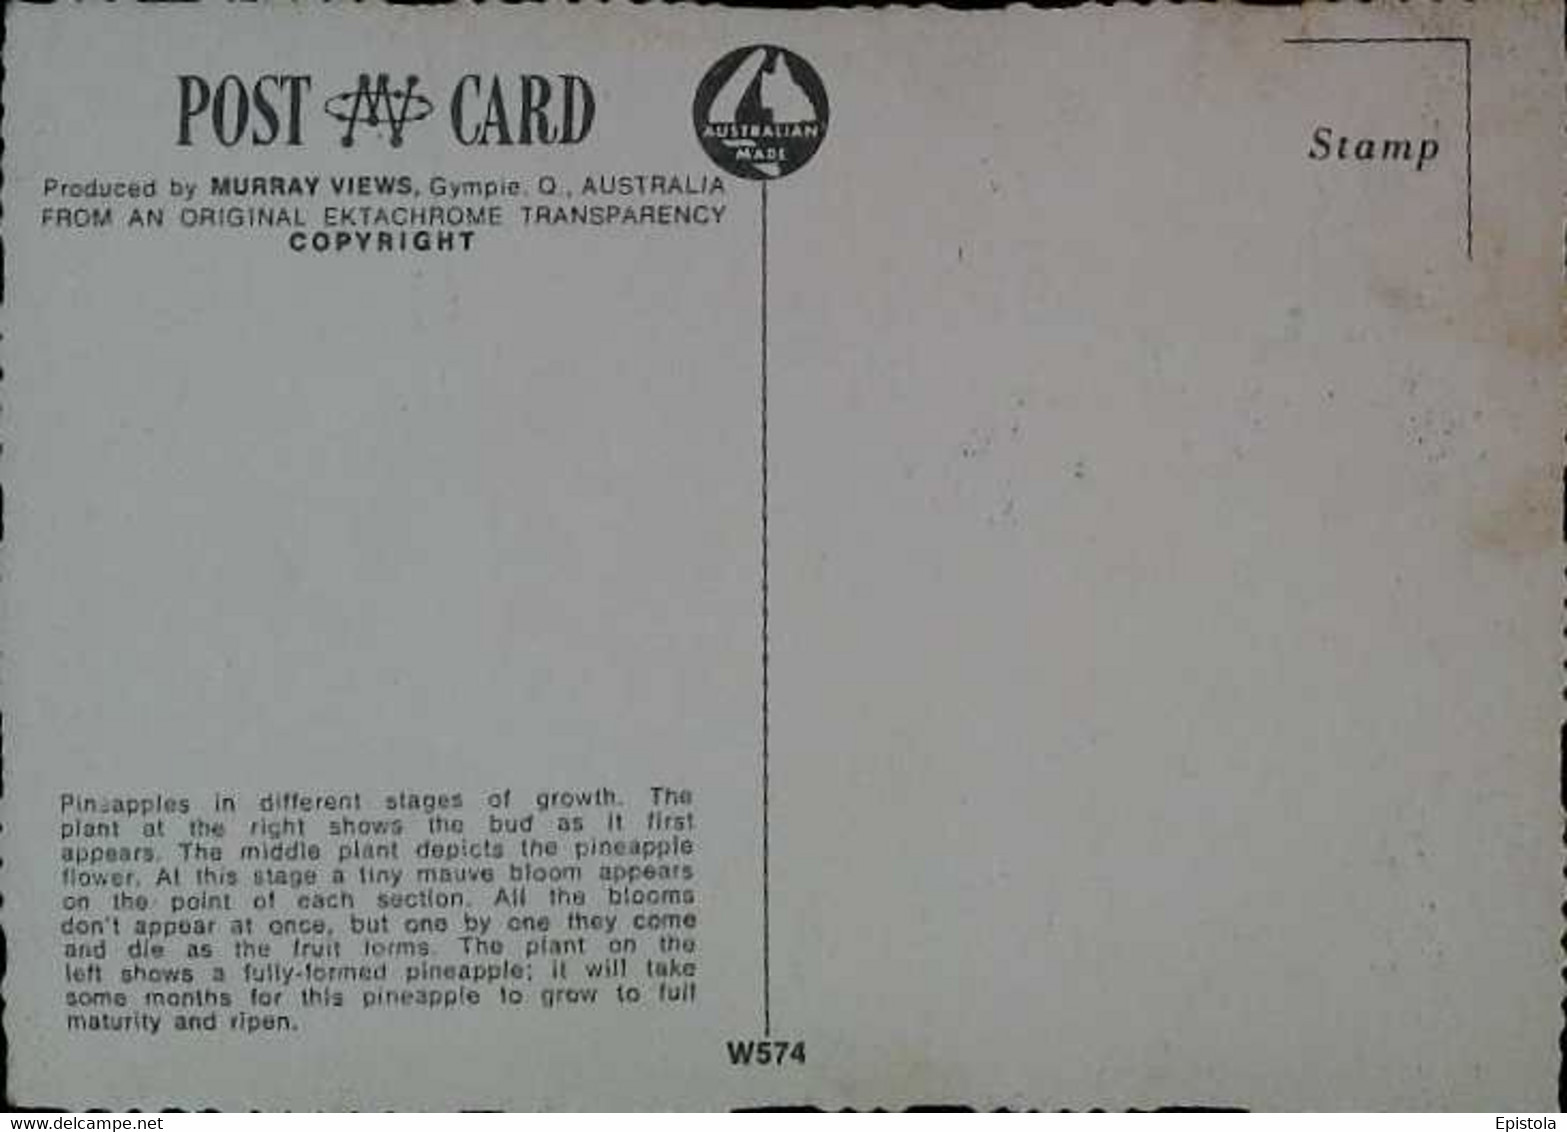 POST CARD
AUSTRALIAN
MADE
Stamp
Produced by MURRAY VIEWS, Gympie, Q., AUSTRALIA
FROM AN ORIGINAL EKTACHROME TRANSPARENCY
COPYRIGHT
Pineapples in different stages of growth. The
plant at the right shows the bud as it first
appears. The middle plant depicts the pineapple
flower. At this stage a tiny mauve bloom appears
on the point of each section. All the blooms
don't appear at once, but one by one they come
and die as the fruit forms. The plant on the
left shows a fully-formed pineapple; it will take
some months for this pineapple to grow to full
maturity and ripen.
W574
delcampe.net
Epistola